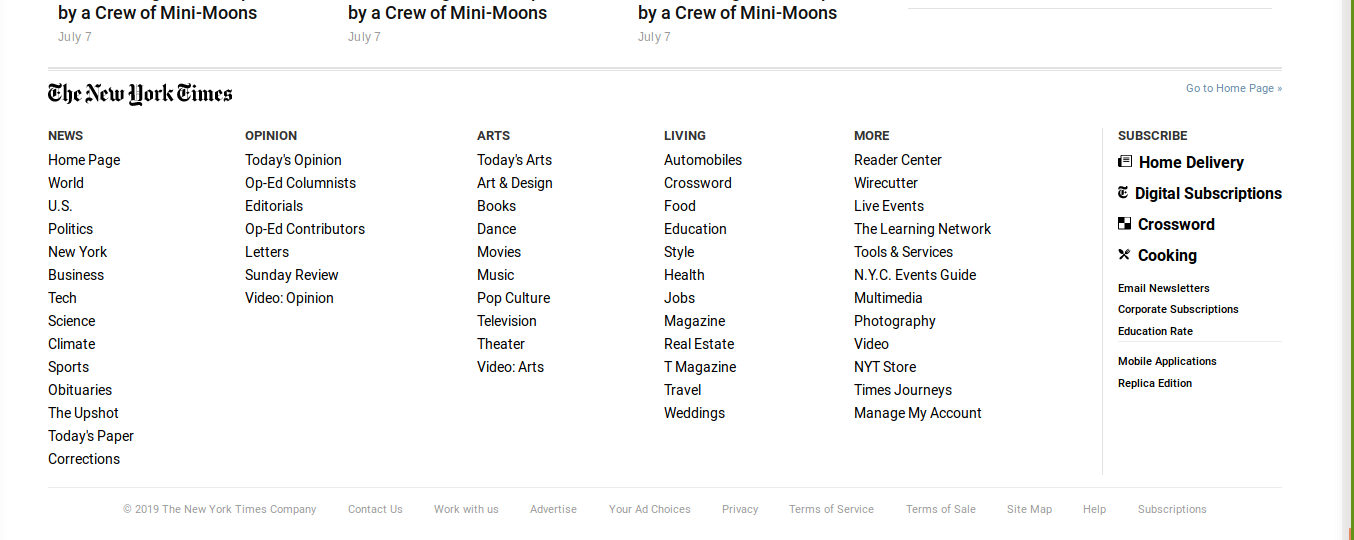 by a Crew of Mini-Moons
July 7
by a Crew of Mini-Moons
July 7
by a Crew of Mini-Moons
July 7
The New York Times
Go to Home Page »
NEWS
Home Page
World
U.S.
Politics
New York
Business
Tech
Science
Climate
Sports
Obituaries
The Upshot
Today's Paper
Corrections
OPINION
Today's Opinion
Op-Ed Columnists
Editorials
Op-Ed Contributors
Letters
Sunday Review
Video: Opinion
ARTS
Today's Arts
Art & Design
Books
Dance
Movies
Music
Pop Culture
Television
Theater
Video: Arts
LIVING
Automobiles
Crossword
Food
Education
Style
Health
Jobs
Magazine
Real Estate
T Magazine
Travel
Weddings
MORE
Reader Center
Wirecutter
Live Events
The Learning Network
Tools & Services
N.Y.C. Events Guide
Multimedia
Photography
Video
NYT Store
Times Journeys
Manage My Account
SUBSCRIBE
Home Delivery
Digital Subscriptions
Crossword
Cooking
Email Newsletters
Corporate Subscriptions
Education Rate
Mobile Applications
Replica Edition
© 2019 The New York Times Company Contact Us Work with us Advertise Your Ad Choices Privacy Terms of Service Terms of Sale Site Map Help Subscriptions